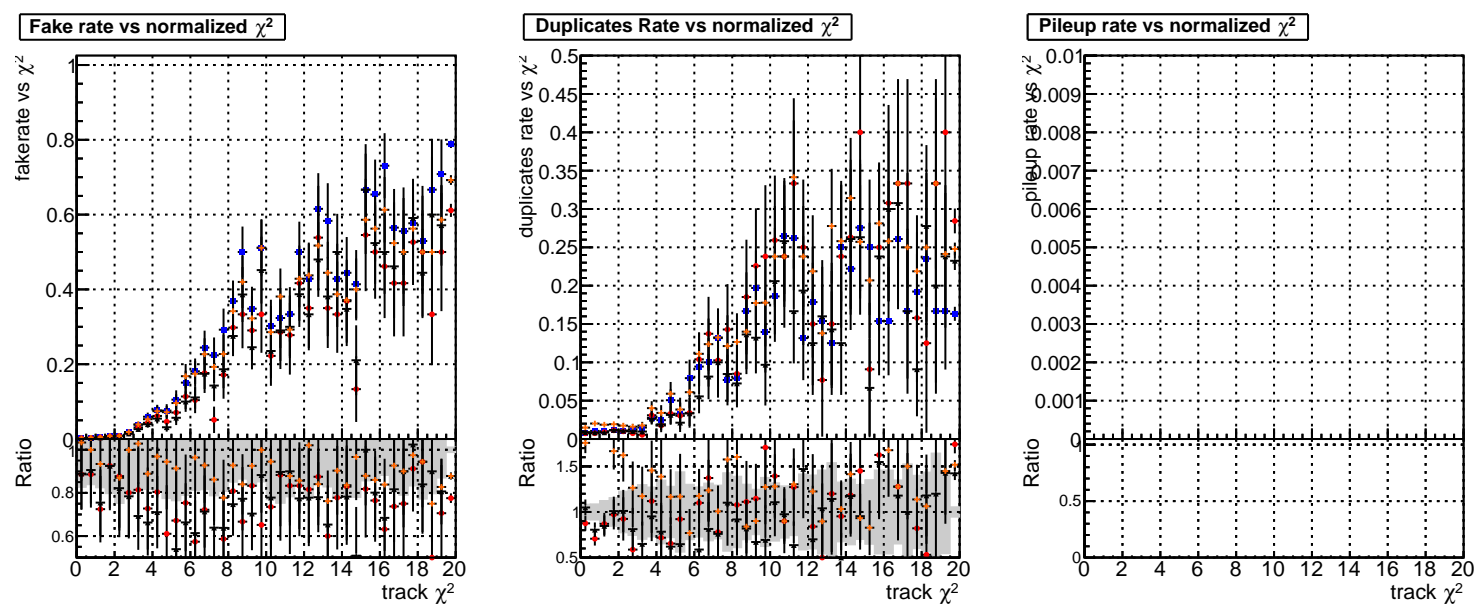 Fake rate vs normalized χ²
fakerate vs χ²
1
0.8
0.6
0.4
0.2
0
Ratio
1
0.8
0.6
0 2 4 6 8 10 12 14 16 18 20
track χ²
Duplicates Rate vs normalized χ²
duplicates rate vs χ²
0.5
0.45
0.4
0.35
0.3
0.25
0.2
0.15
0.1
0.05
0
Ratio
1.5
1
0.5
0 2 4 6 8 10 12 14 16 18 20
track χ²
Pileup rate vs normalized χ²
pileup rate vs χ²
0.01
0.009
0.008
0.007
0.006
0.005
0.004
0.003
0.002
0.001
0
Ratio
1
0.5
0
0 2 4 6 8 10 12 14 16 18 20
track χ²